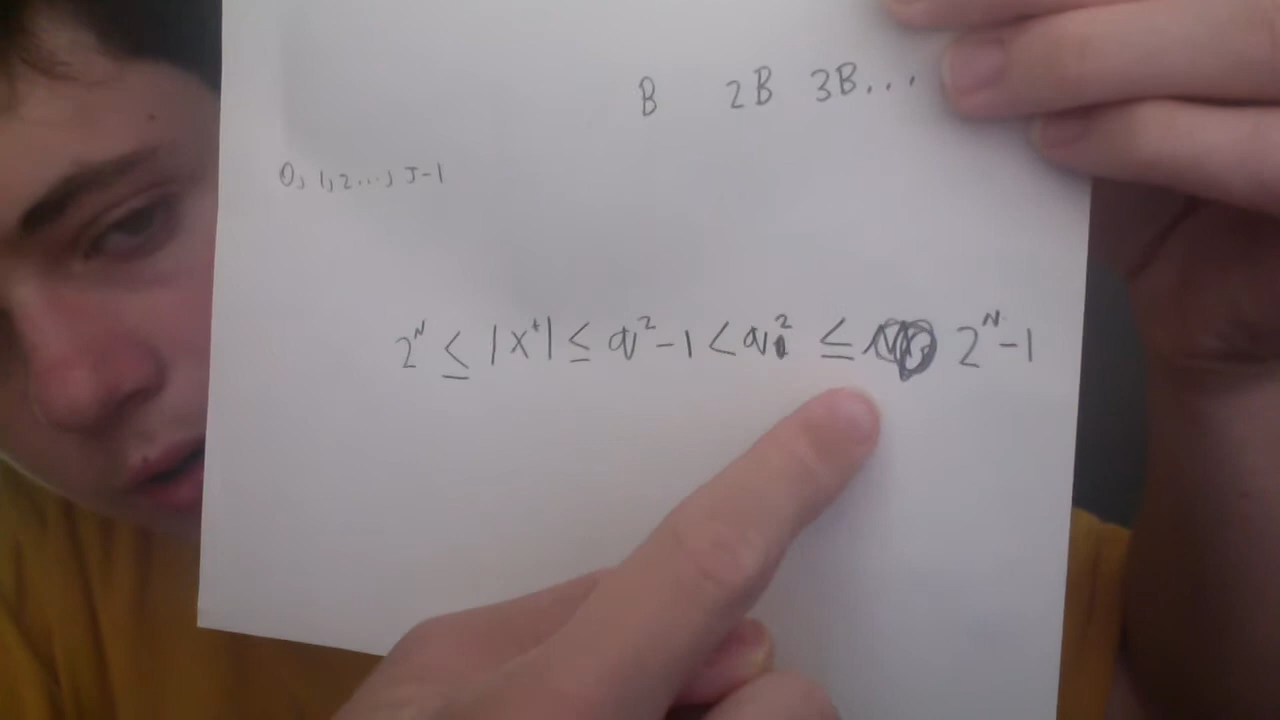 B 2B 3B...
0, 1, 2..., J-1
2^N ≤ |X^t| ≤ q^2-1 < q^2 ≤ 2^N-1